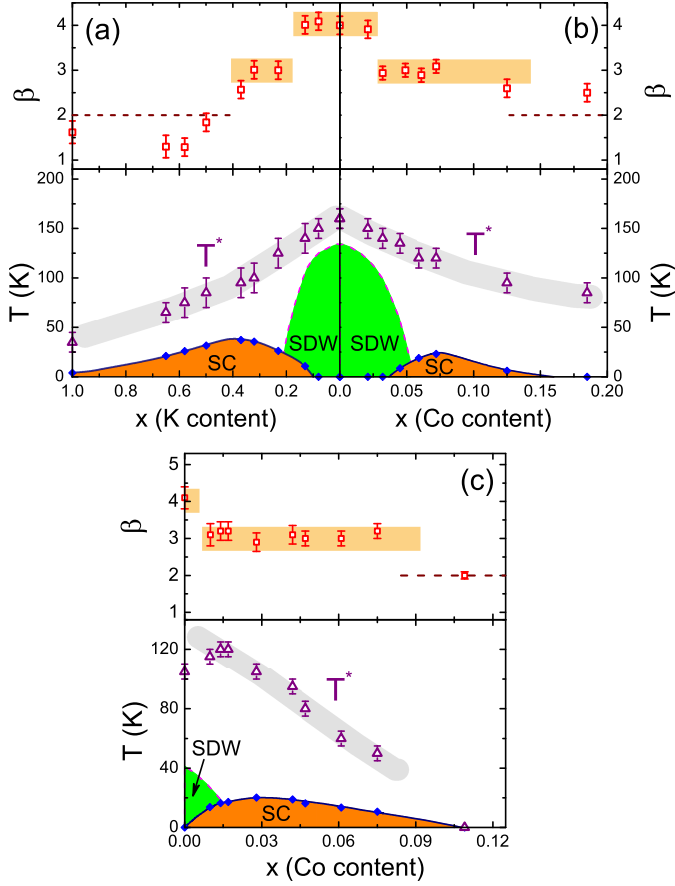 (a)
(b)
4
3
2
1
β
4
3
2
1
β
200
150
100
50
0
T (K)
T*
T*
SDW
SDW
SC
SC
200
150
100
50
0
T (K)
1.0 0.8 0.6 0.4 0.2 0.0 0.05 0.10 0.15 0.20
x (K content)
x (Co content)
(c)
5
4
3
2
1
β
120
80
40
0
T (K)
T*
SDW
SC
0.00 0.03 0.06 0.09 0.12
x (Co content)